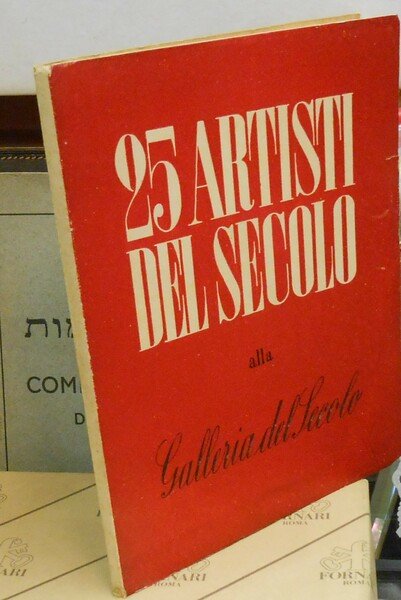 25 ARTISTI
DEL SECOLO
alla
Galleria del Secolo
COM
D
FORNARI
ROMA
FORNARI
ROMA